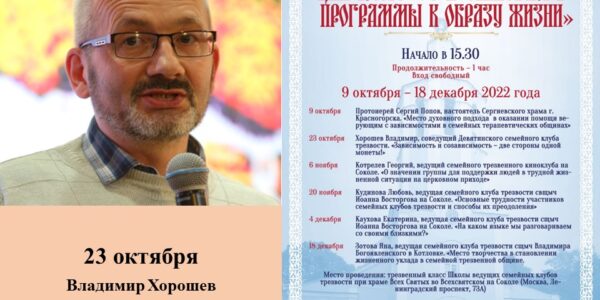 23 октября
Владимир Хорошев
ПРОГРАММЫ К ОБРАЗУ ЖИЗНИ»
НАЧАЛО В 15.30
Продолжительность – 1 час
Вход свободный
9 октября – 18 декабря 2022 года
9 октября Протоиерей Сергий Попов, настоятель Сергиевского храма г.
Красногорска. «Место духовного подхода в оказании помощи ве-
рующим с зависимостями в семейных терапевтических общинах»
23 октября Хорошев Владимир, соведущий Девятинского семейного клуба
трезвости. «Зависимость и созависимость – две стороны одной
монеты!»
6 ноября Котрелев Георгий, ведущий семейного трезвенного киноклуба на
Соколе. «О значении группы для поддержки людей в трудной жиз-
ненной ситуации на церковном приходе»
20 ноября Кудинова Любовь, ведущая семейного клуба трезвости свщмч
Иоанна Восторгова на Соколе. «Основные трудности участников
семейных клубов трезвости и способы их преодоления»
4 декабря Каухова Екатерина, ведущая семейного клуба трезвости сщмч
Иоанна Восторгова на Соколе. «На каком языке мы разговариваем
со своими близкими?»
18 декабря Зотова Яна, ведущая семейного клуба трезвости сщмч Владимира
Богоявленского в Котловке. «Место творчества в становлении
жизненного уклада в семейной трезвенной общине.
Место проведения: трезвенный класс Школы ведущих семейных клубов
трезвости при храме Всех Святых во Всехсвятском на Соколе (Москва, Ле-
нинградский проспект, 73А)